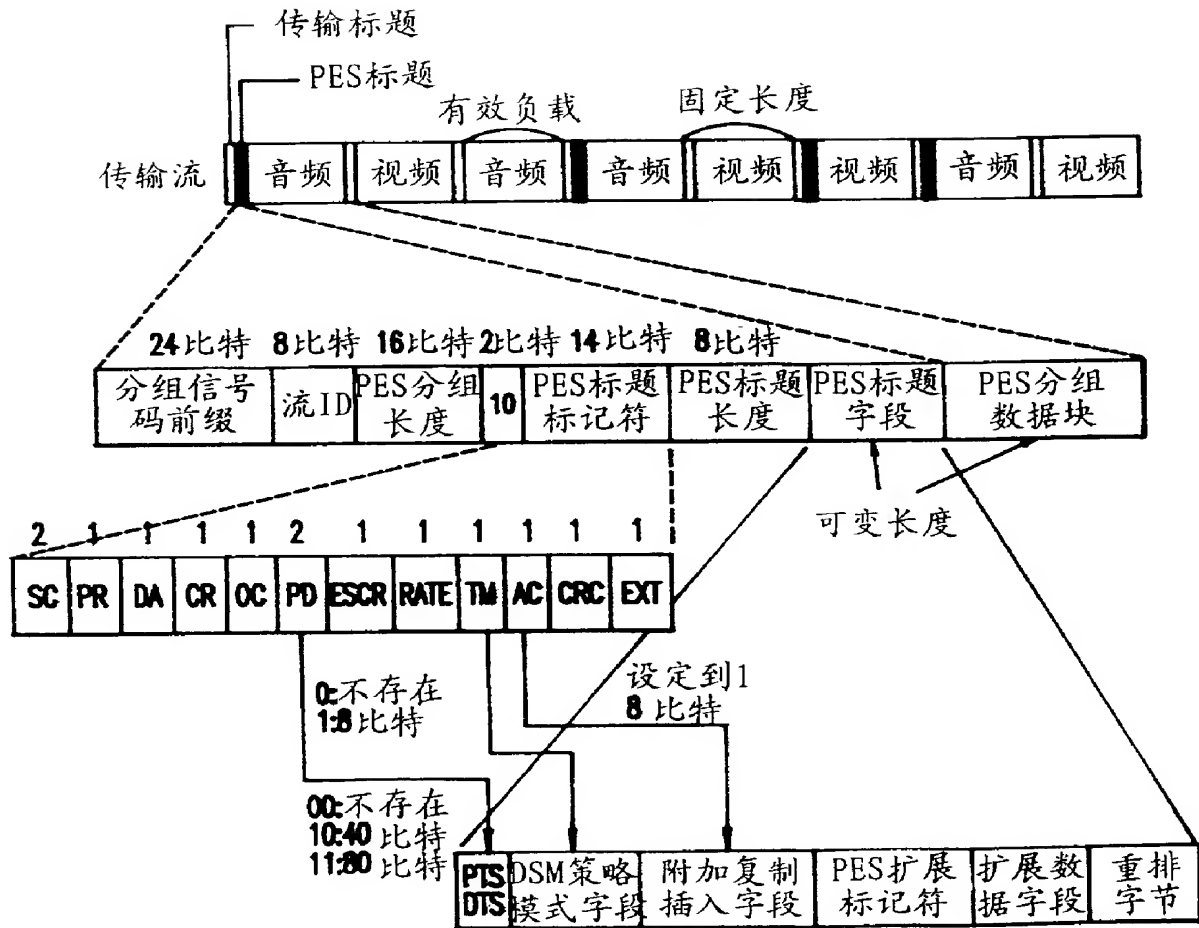 传输标题
PES标题
有效负载
固定长度
传输流
音频
视频
音频
音频
视频
视频
音频
视频
24比特
8比特
16比特
2比特
14比特
8比特
分组信号
码前缀
流ID
PES分组
长度
10
PES标题
标记符
PES标题
长度
PES标题
字段
PES分组
数据块
可变长度
2 1 1 1 1 2 1 1 1 1 1 1
SC PR DA CR OC PD ESCR RATE TM AC CRC EXT
0:不存在
1:8比特
设定到1
8比特
00:不存在
10:40比特
11:80比特
PTS
DTS
DSM策略
模式字段
附加复制
插入字段
PES扩展
标记符
扩展数
据字段
重排
字节